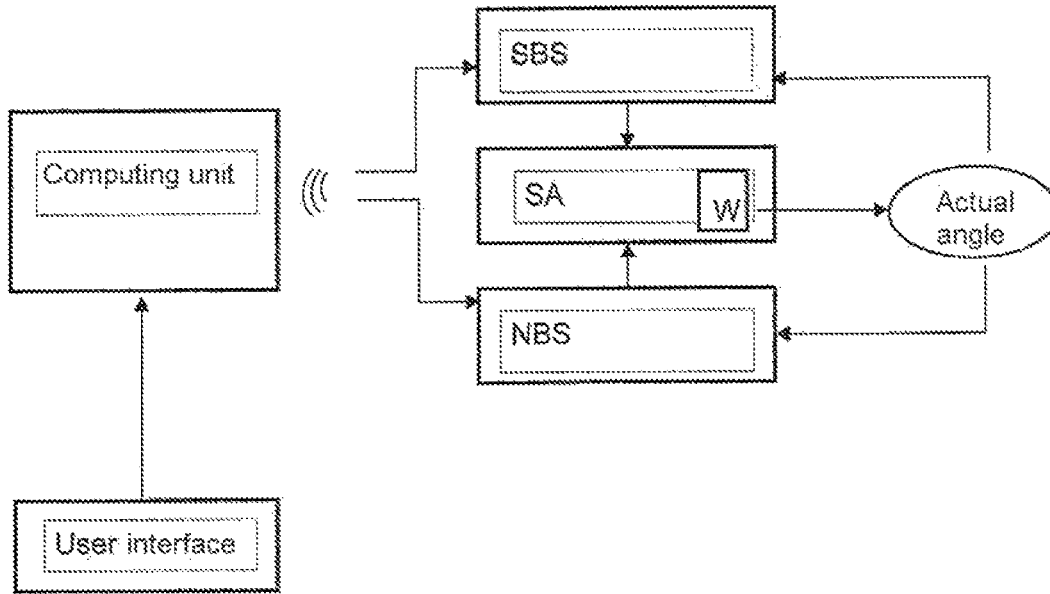 SBS
Computing unit
SA
W
Actual
angle
NBS
User interface